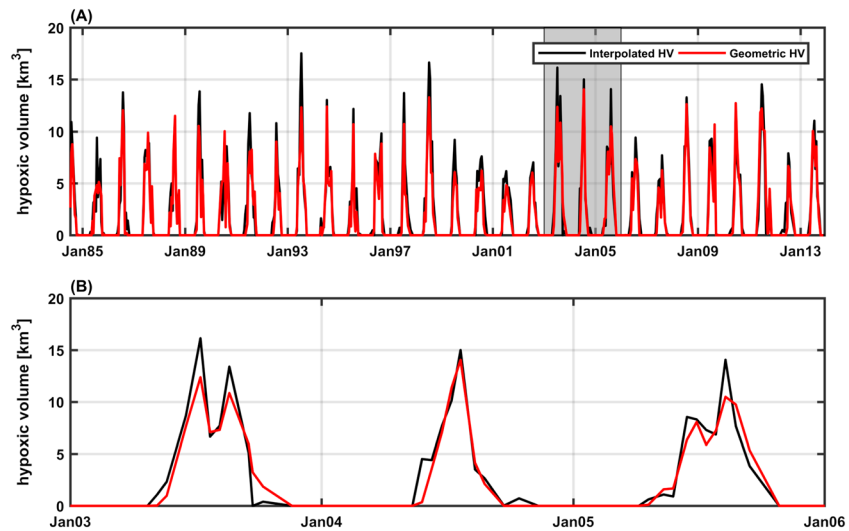 (A)
20
15
10
5
0
hypoxic volume [km³]
Interpolated HV
Geometric HV
Jan85 Jan89 Jan93 Jan97 Jan01 Jan05 Jan09 Jan13
(B)
20
15
10
5
0
hypoxic volume [km³]
Jan03 Jan04 Jan05 Jan06